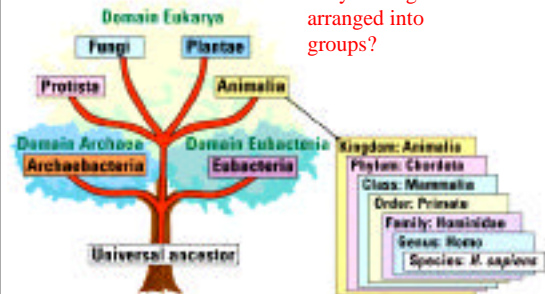 arranged into
groups?
Domain Eukarya
Fungi
Plantae
Protista
Animalia
Domain Archaea
Domain Eubacteria
Archaebacteria
Eubacteria
Universal ancestor
Kingdom: Animalia
Phylum: Chordata
Class: Mammalia
Order: Primate
Family: Hominidae
Genus: Homo
Species: H. sapiens